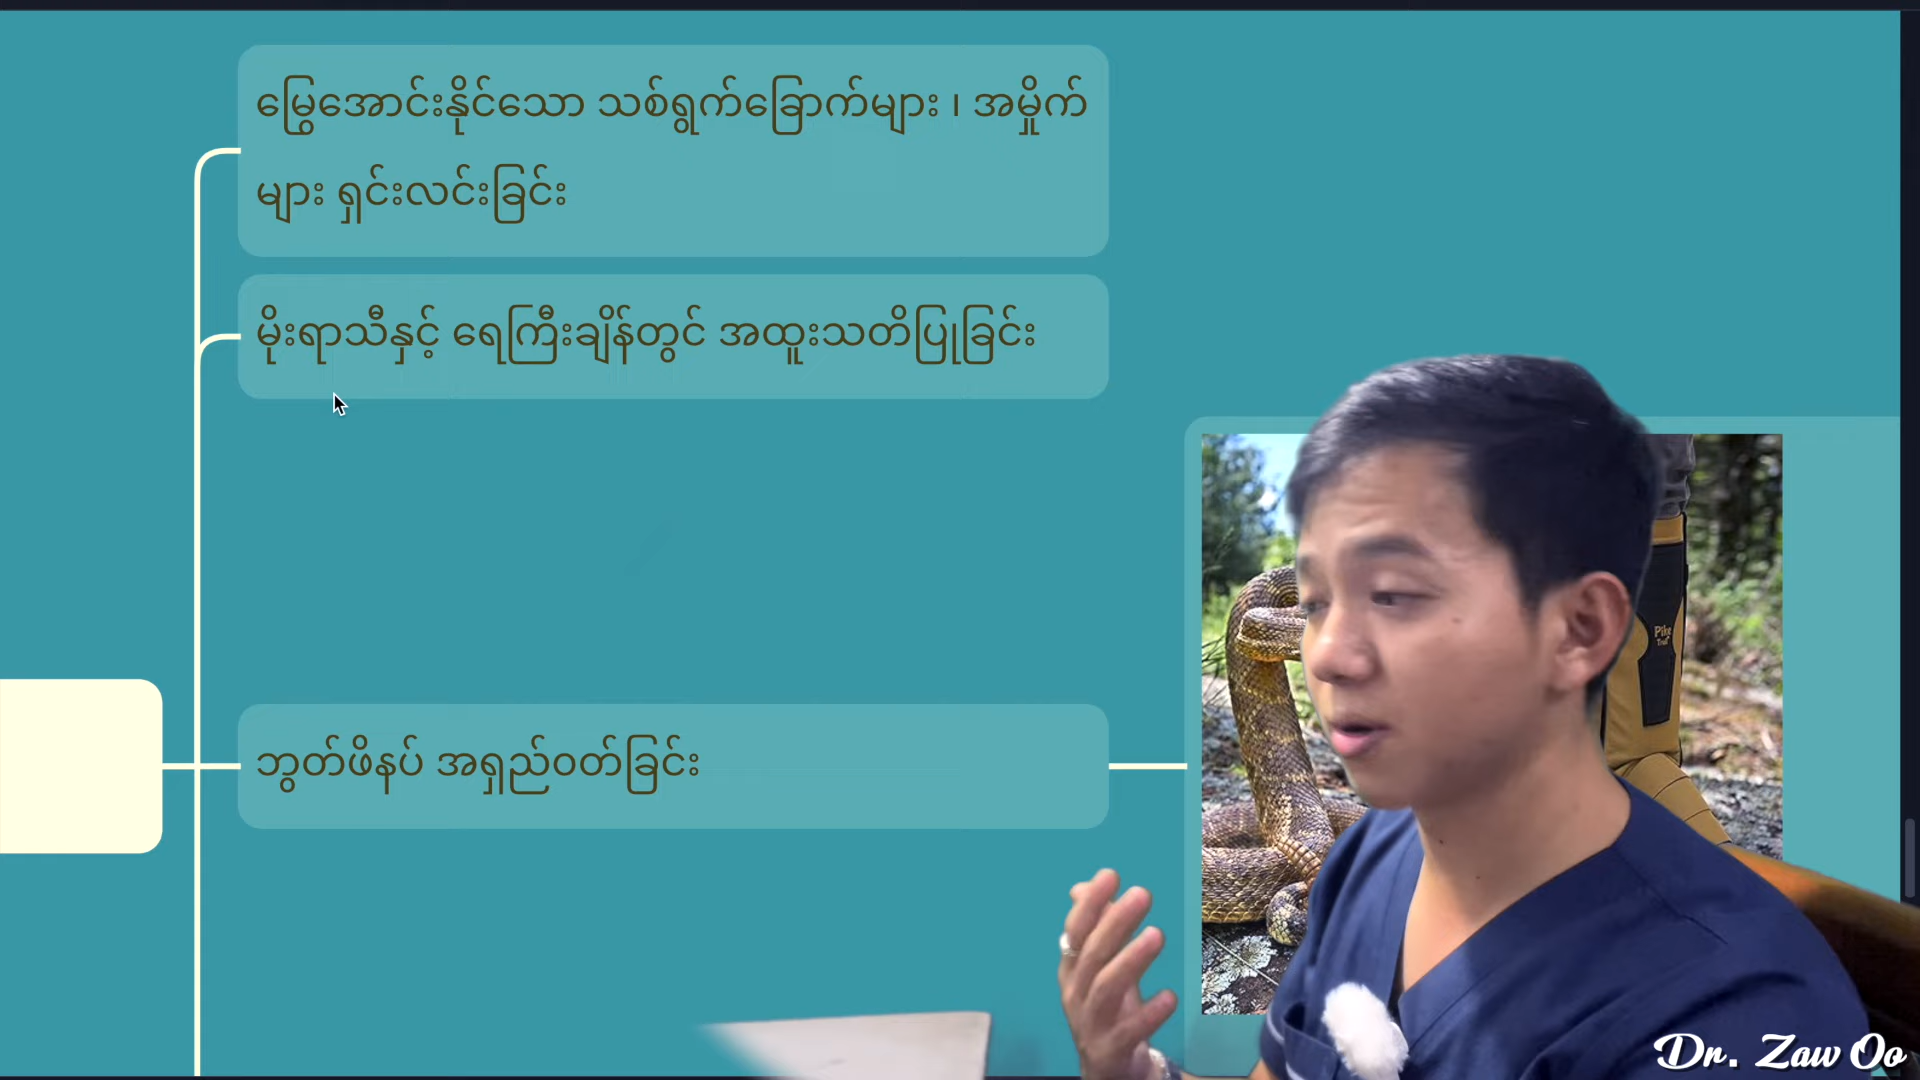 မြွေအောင်းနိုင်သော သစ်ရွက်ခြောက်များ ၊ အမှိုက်
များ ရှင်းလင်းခြင်း
မိုးရာသီနှင့် ရေကြီးချိန်တွင် အထူးသတိပြုခြင်း
ဘွတ်ဖိနပ် အရှည်ဝတ်ခြင်း
Pike
Trail
Dr. Zaw Oo